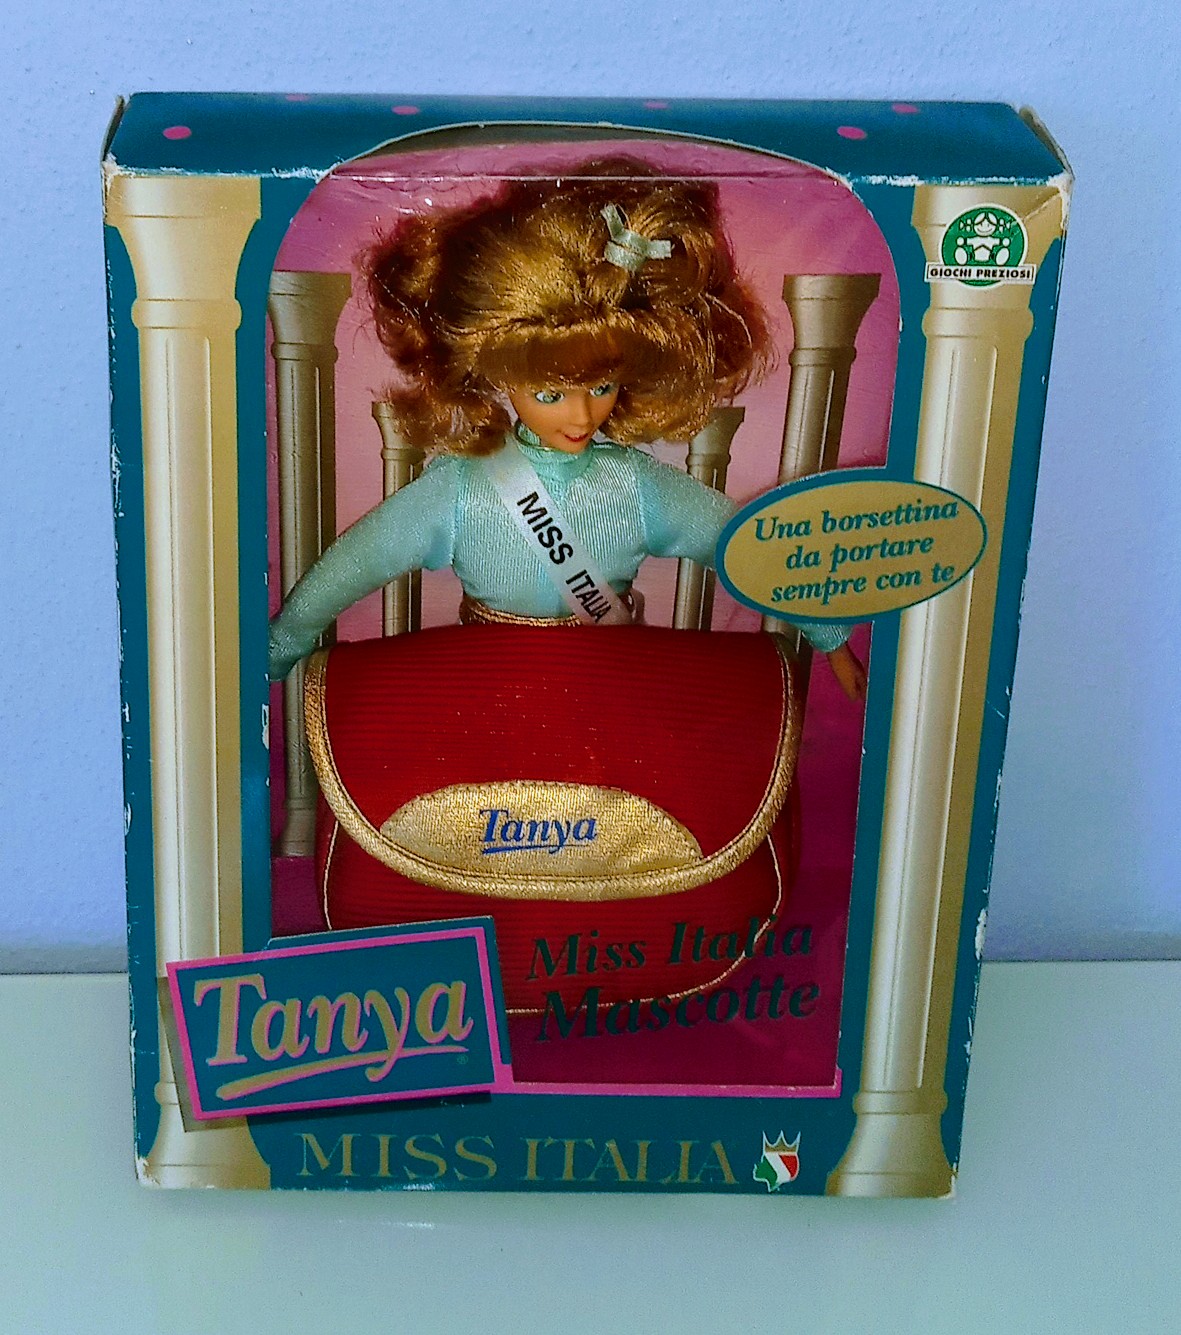 GIOCHI PREZIOSI
MISS ITALIA
Una borsettina
da portare
sempre con te
Tanya
Miss Italia
Mascotte
Tanya®
MISS ITALIA